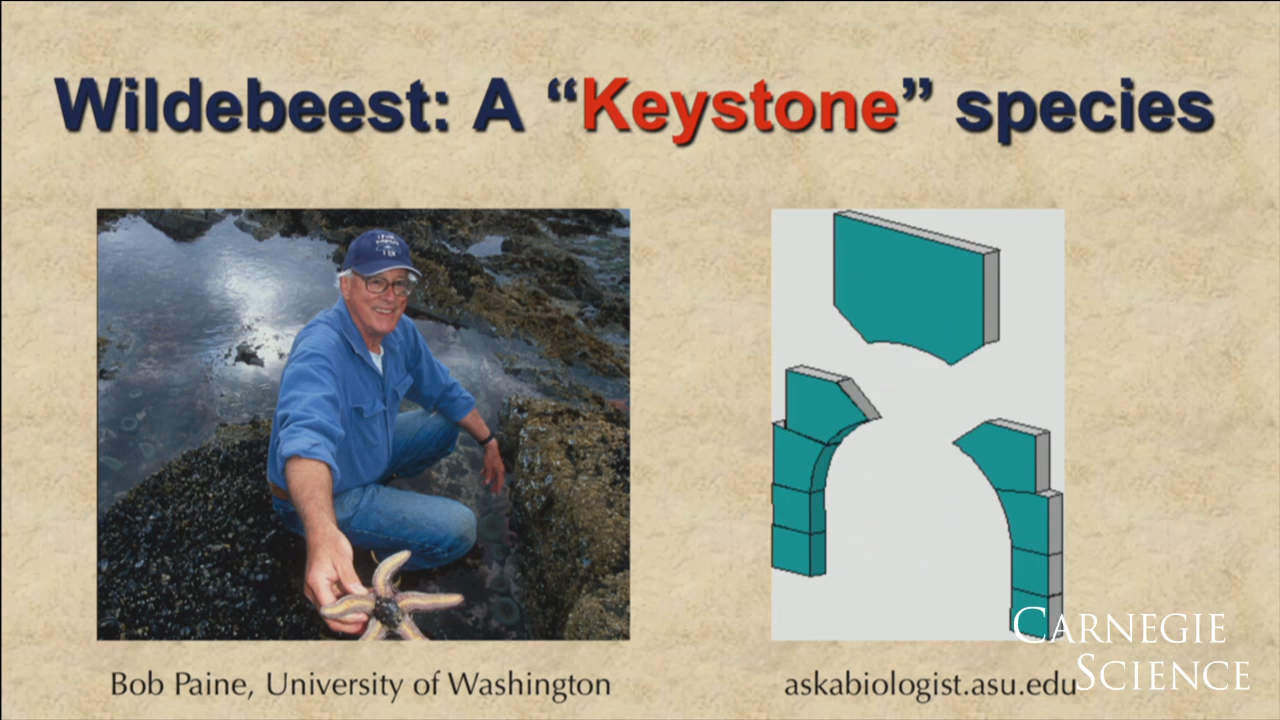 Wildebeest: A “Keystone” species
Bob Paine, University of Washington
askabiologist.asu.edu
CARNEGIE
SCIENCE